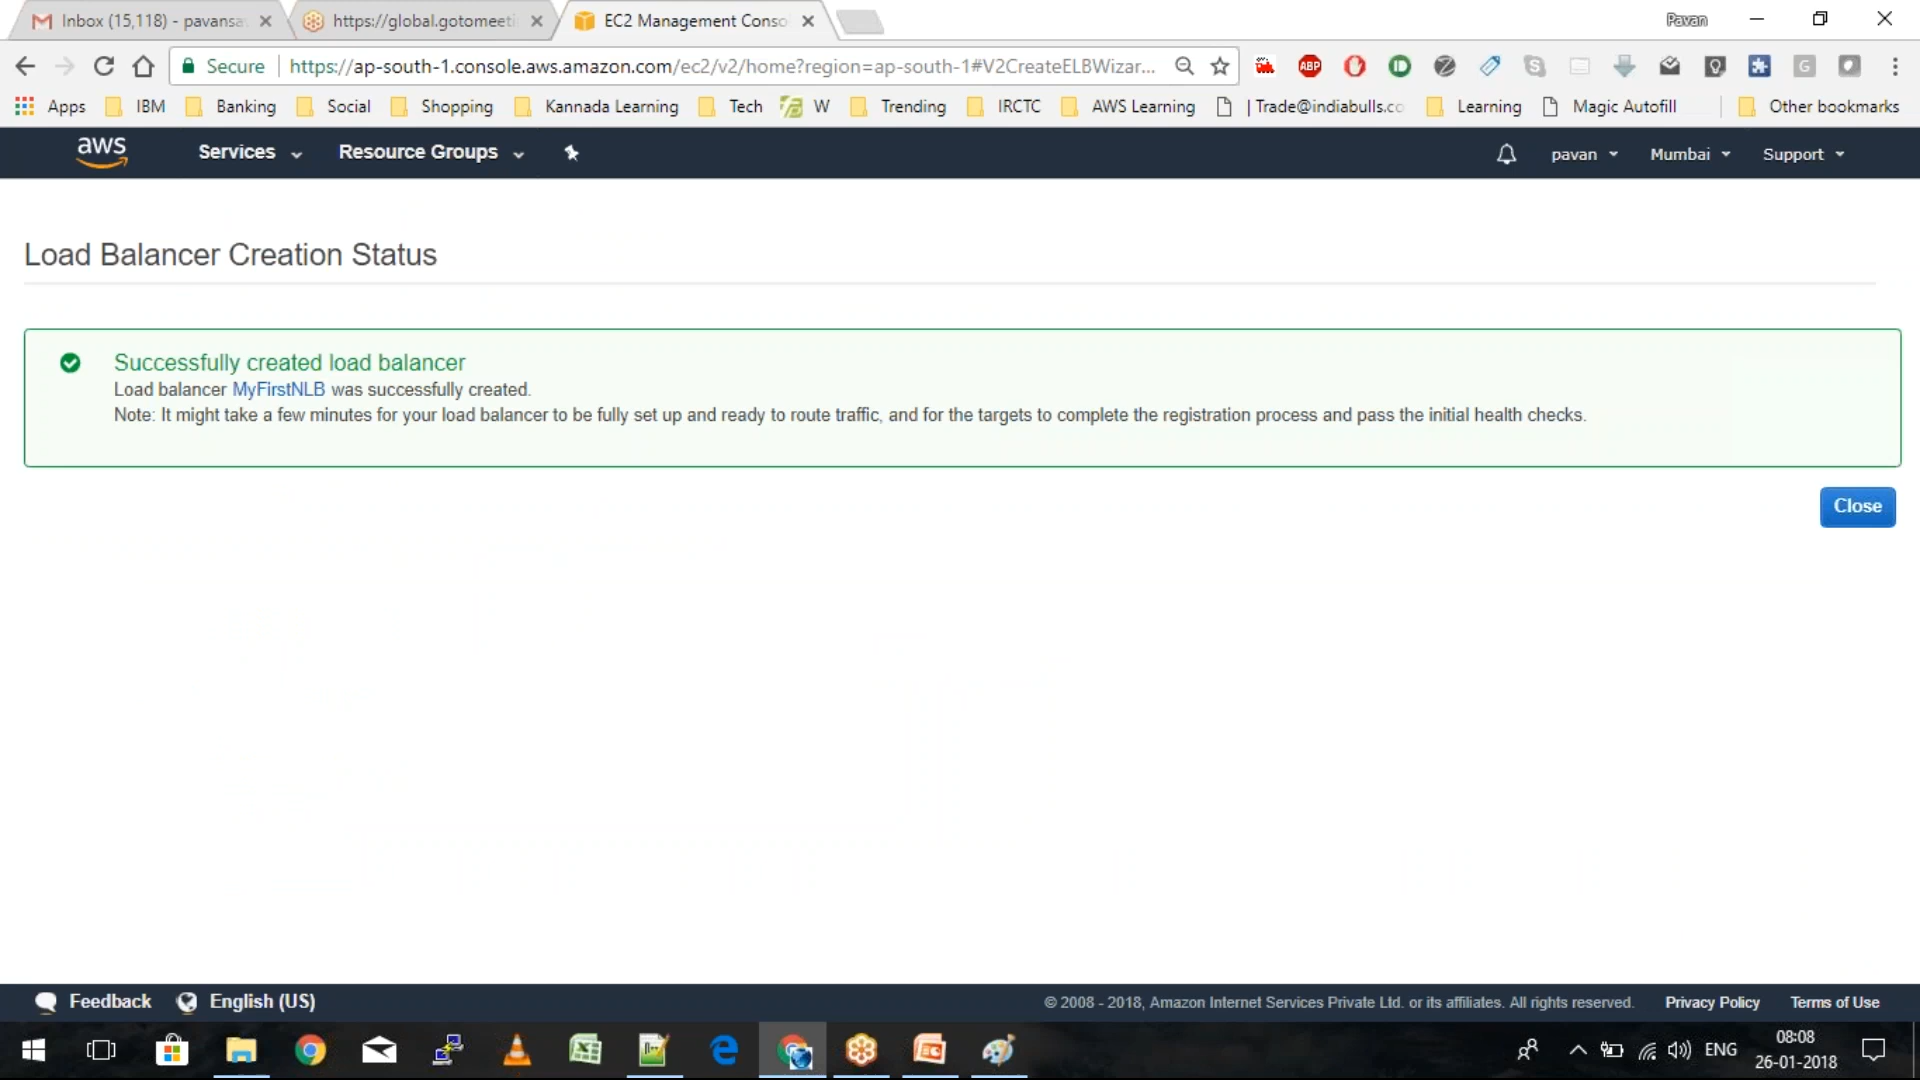 Inbox (15,118) - pavansa
https://global.gotomeeti
EC2 Management Conso
Pavan
Secure
https://ap-south-1.console.aws.amazon.com/ec2/v2/home?region=ap-south-1#V2CreateELBWizar...
ABP
G
Apps
IBM
Banking
Social
Shopping
Kannada Learning
Tech
W
Trending
IRCTC
AWS Learning
| Trade@indiabulls.co
Learning
Magic Autofill
Other bookmarks
aws
Services
Resource Groups
pavan
Mumbai
Support
Load Balancer Creation Status
Successfully created load balancer
Load balancer MyFirstNLB was successfully created.
Note: It might take a few minutes for your load balancer to be fully set up and ready to route traffic, and for the targets to complete the registration process and pass the initial health checks.
Close
Feedback
English (US)
© 2008 - 2018, Amazon Internet Services Private Ltd. or its affiliates. All rights reserved.
Privacy Policy
Terms of Use
ENG
08:08
26-01-2018